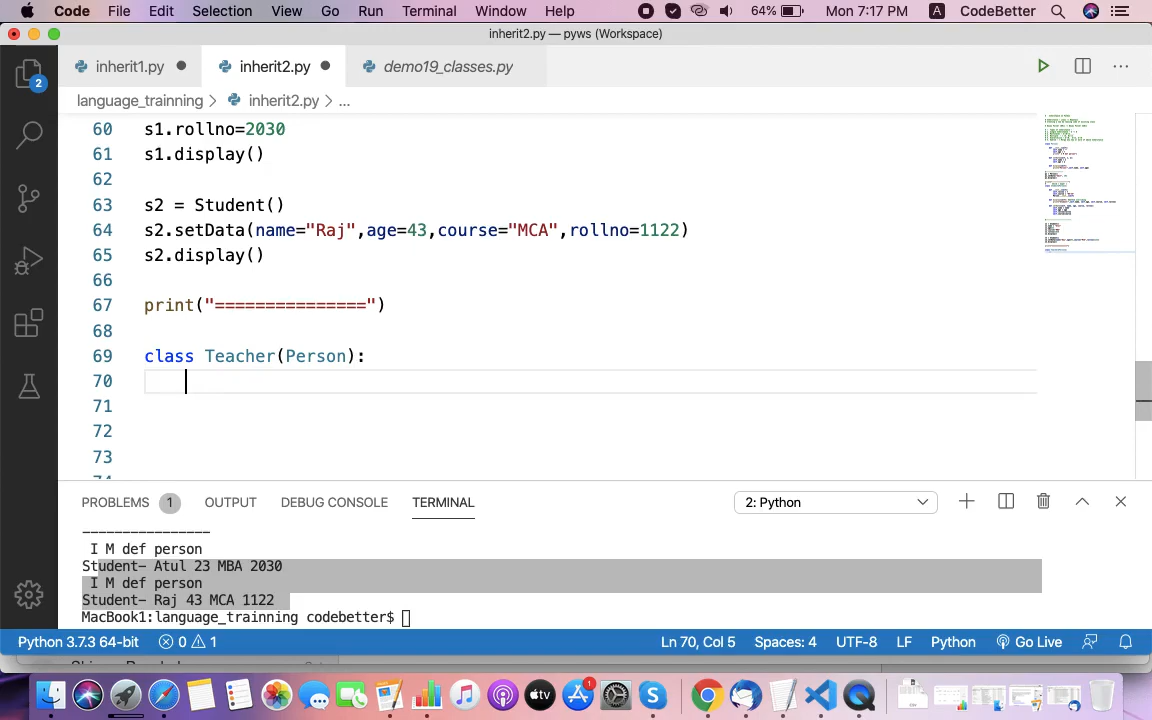 Code File Edit Selection View Go Run Terminal Window Help 64% Mon 7:17 PM A CodeBetter
inherit2.py — pyws (Workspace)
inherit1.py inherit2.py demo19_classes.py
language_trainning > inherit2.py > ...
60 s1.rollno=2030
61 s1.display()
62
63 s2 = Student()
64 s2.setData(name="Raj",age=43,course="MCA",rollno=1122)
65 s2.display()
66
67 print("===============")
68
69 class Teacher(Person):
70
71
72
73
74
2
PROBLEMS 1 OUTPUT DEBUG CONSOLE TERMINAL 2: Python
----------------
I M def person
Student- Atul 23 MBA 2030
I M def person
Student- Raj 43 MCA 1122
MacBook1:language_trainning codebetter$
Python 3.7.3 64-bit 0 1 Ln 70, Col 5 Spaces: 4 UTF-8 LF Python Go Live
tv 1